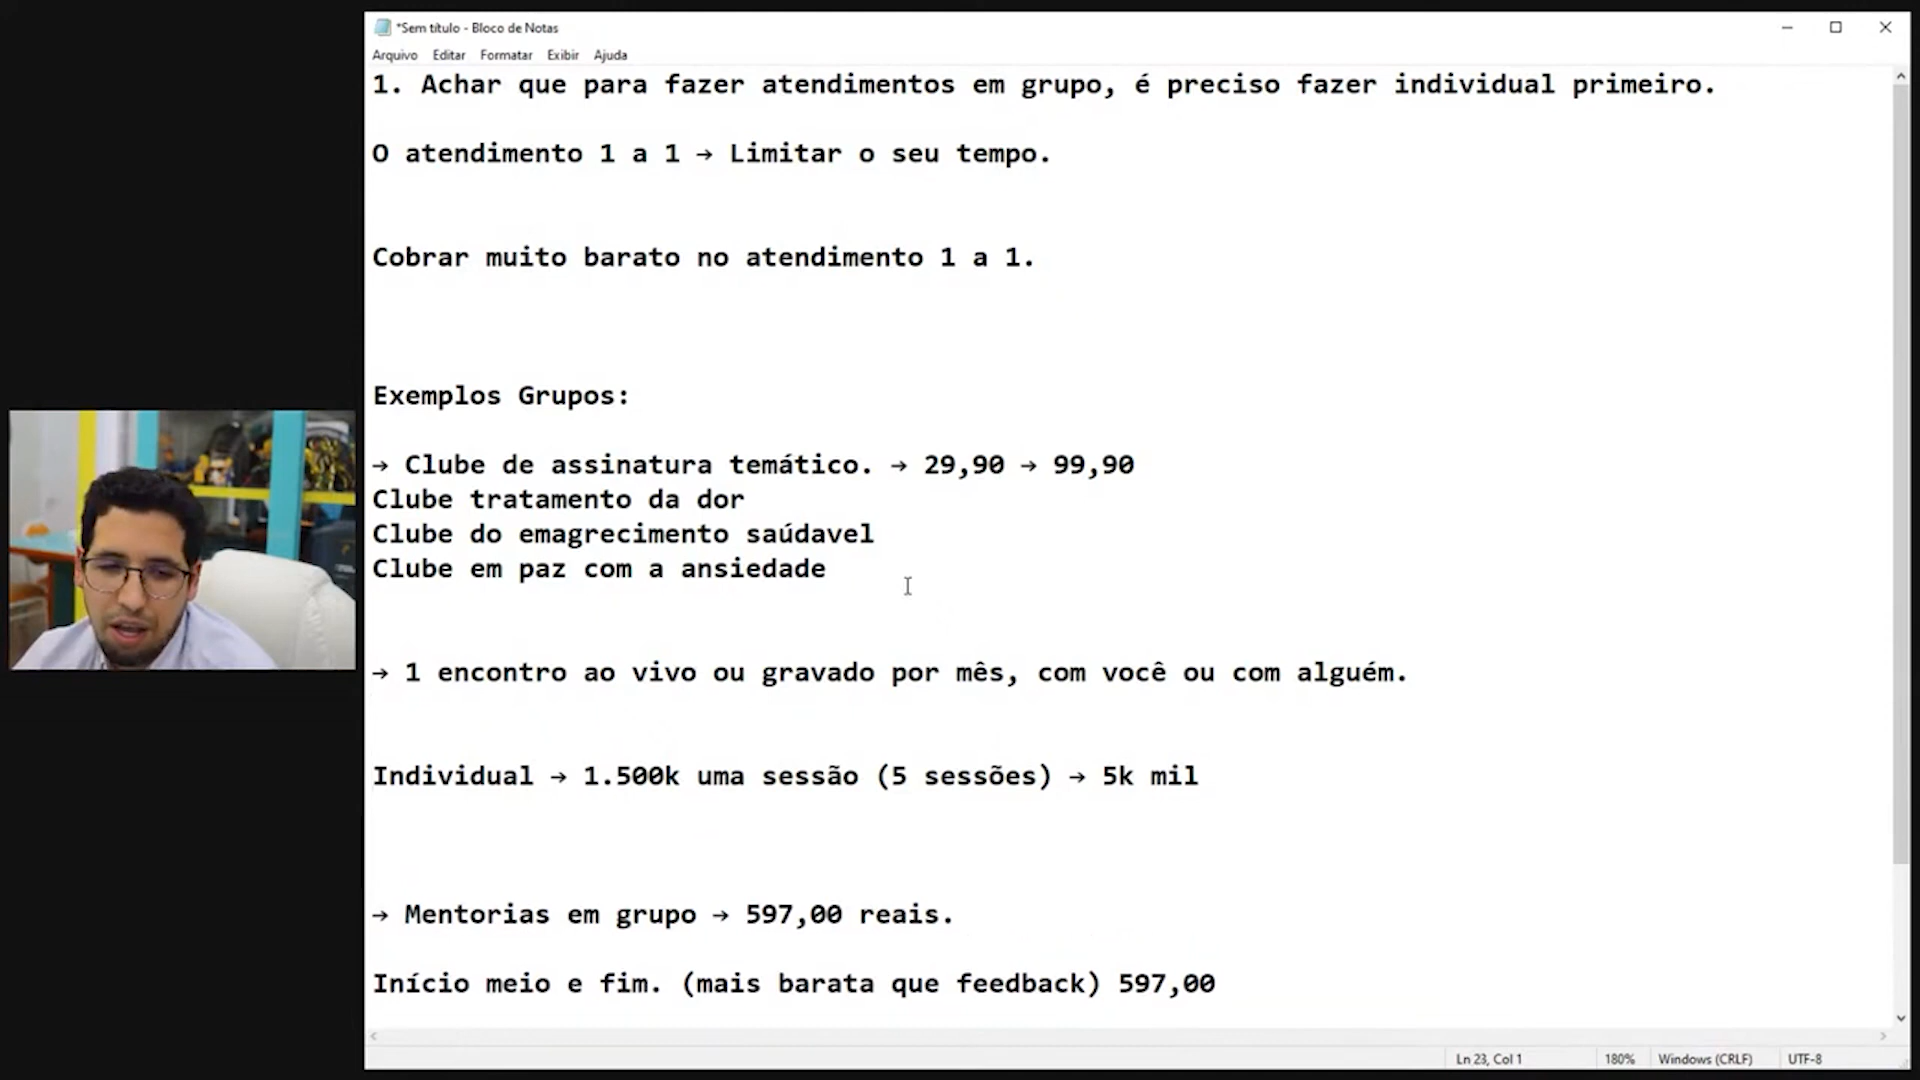 *Sem título - Bloco de Notas
Arquivo Editar Formatar Exibir Ajuda
1. Achar que para fazer atendimentos em grupo, é preciso fazer individual primeiro.
O atendimento 1 a 1 → Limitar o seu tempo.
Cobrar muito barato no atendimento 1 a 1.
Exemplos Grupos:
→ Clube de assinatura temático. → 29,90 → 99,90
Clube tratamento da dor
Clube do emagrecimento saúdavel
Clube em paz com a ansiedade
→ 1 encontro ao vivo ou gravado por mês, com você ou com alguém.
Individual → 1.500k uma sessão (5 sessões) → 5k mil
→ Mentorias em grupo → 597,00 reais.
Início meio e fim. (mais barata que feedback) 597,00
Ln 23, Col 1 180% Windows (CRLF) UTF-8